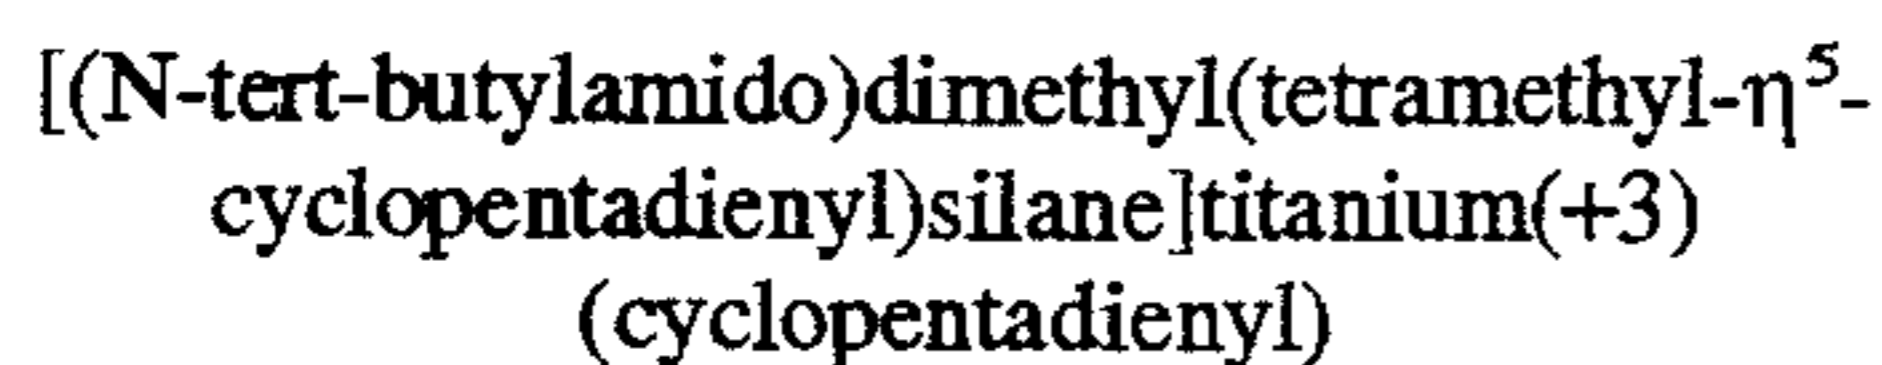 [(N-tert-butylamido)dimethyl(tetramethyl-η⁵-
cyclopentadienyl)silane]titanium(+3)
(cyclopentadienyl)